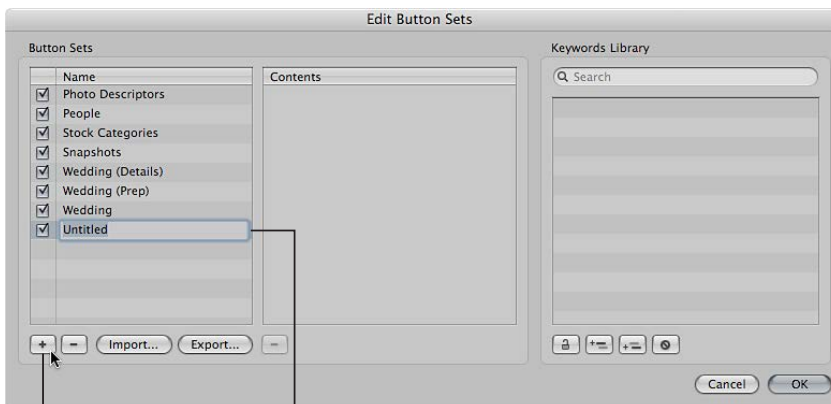 Edit Button Sets
Button Sets
Keywords Library
Name
Contents
Search
Photo Descriptors
People
Stock Categories
Snapshots
Wedding (Details)
Wedding (Prep)
Wedding
Untitled
+
-
Import...
Export...
-
Cancel
OK